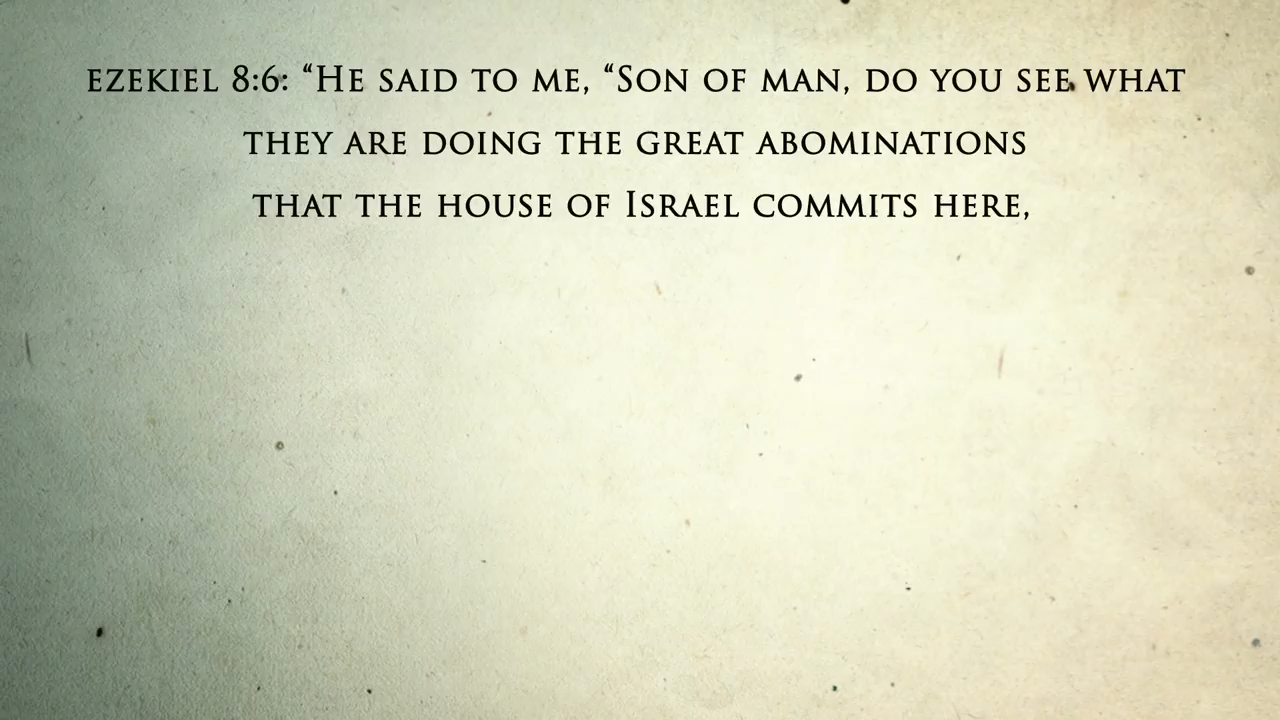 EZEKIEL 8:6: “HE SAID TO ME, “SON OF MAN, DO YOU SEE WHAT
THEY ARE DOING THE GREAT ABOMINATIONS
THAT THE HOUSE OF ISRAEL COMMITS HERE,